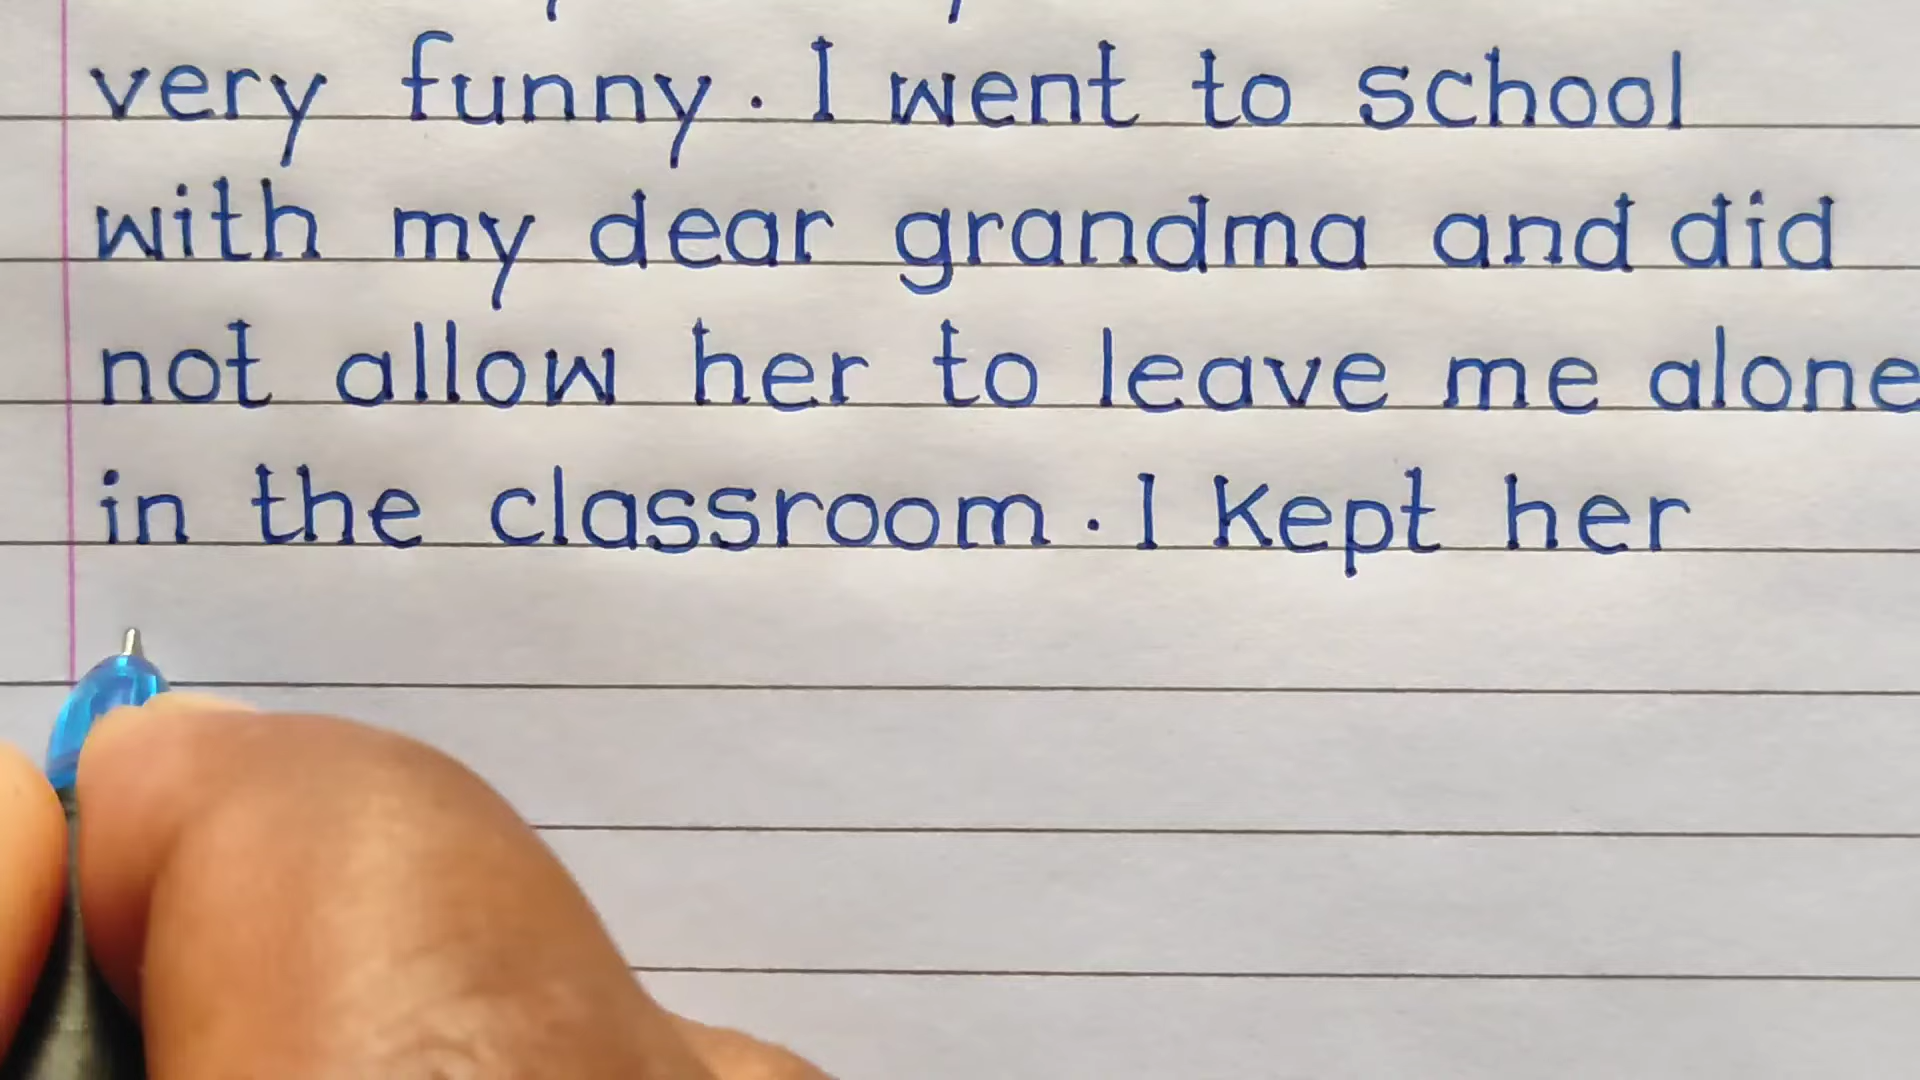 very funny. I went to school
with my dear grandma and did
not allow her to leave me alone
in the classroom. I kept her